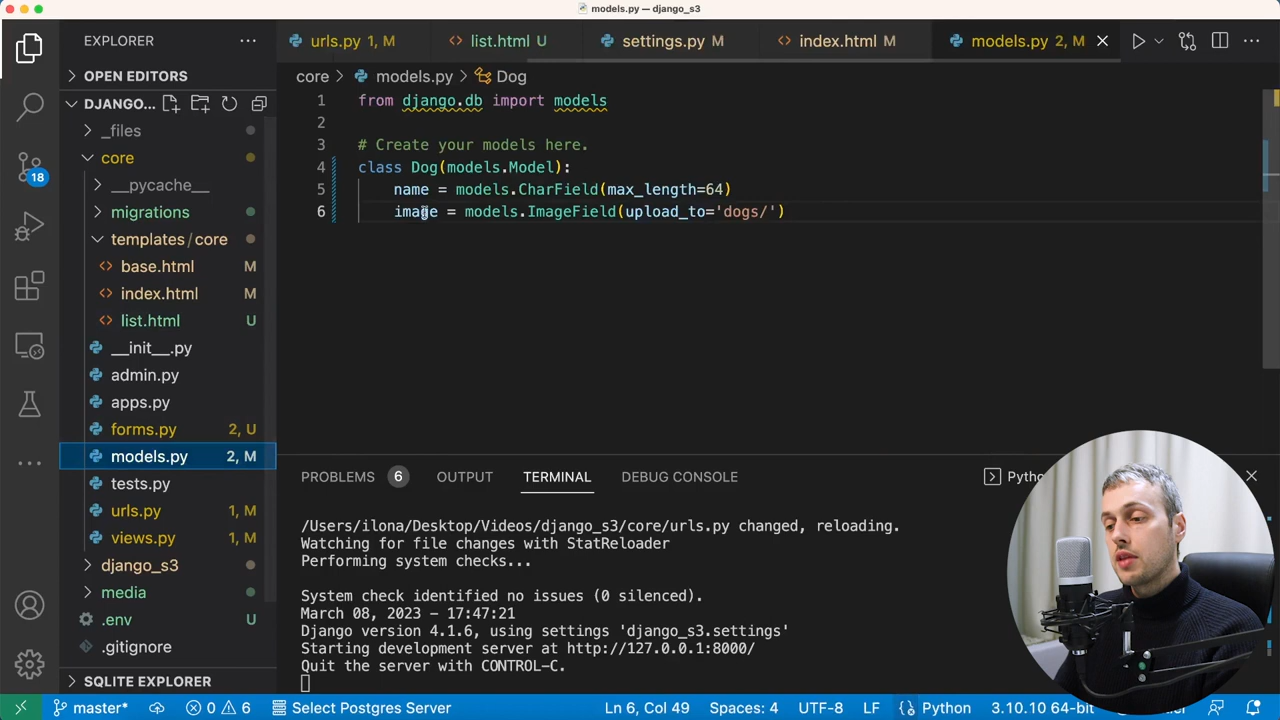 models.py — django_s3
EXPLORER
urls.py 1, M
list.html U
settings.py M
index.html M
models.py 2, M
OPEN EDITORS
core > models.py > Dog
DJANGO...
_files
core
__pycache__
migrations
templates/core
base.html M
index.html M
list.html U
__init__.py
admin.py
apps.py
forms.py 2, U
models.py 2, M
tests.py
urls.py 1, M
views.py 1, M
django_s3
media
.env U
.gitignore
SQLITE EXPLORER
18
1 from django.db import models
2
3 # Create your models here.
4 class Dog(models.Model):
5 name = models.CharField(max_length=64)
6 image = models.ImageField(upload_to='dogs/')
PROBLEMS 6 OUTPUT TERMINAL DEBUG CONSOLE
/Users/ilona/Desktop/Videos/django_s3/core/urls.py changed, reloading.
Watching for file changes with StatReloader
Performing system checks...
System check identified no issues (0 silenced).
March 08, 2023 - 17:47:21
Django version 4.1.6, using settings 'django_s3.settings'
Starting development server at http://127.0.0.1:8000/
Quit the server with CONTROL-C.
master* 0 6 Select Postgres Server Ln 6, Col 49 Spaces: 4 UTF-8 LF Python 3.10.10 64-bit